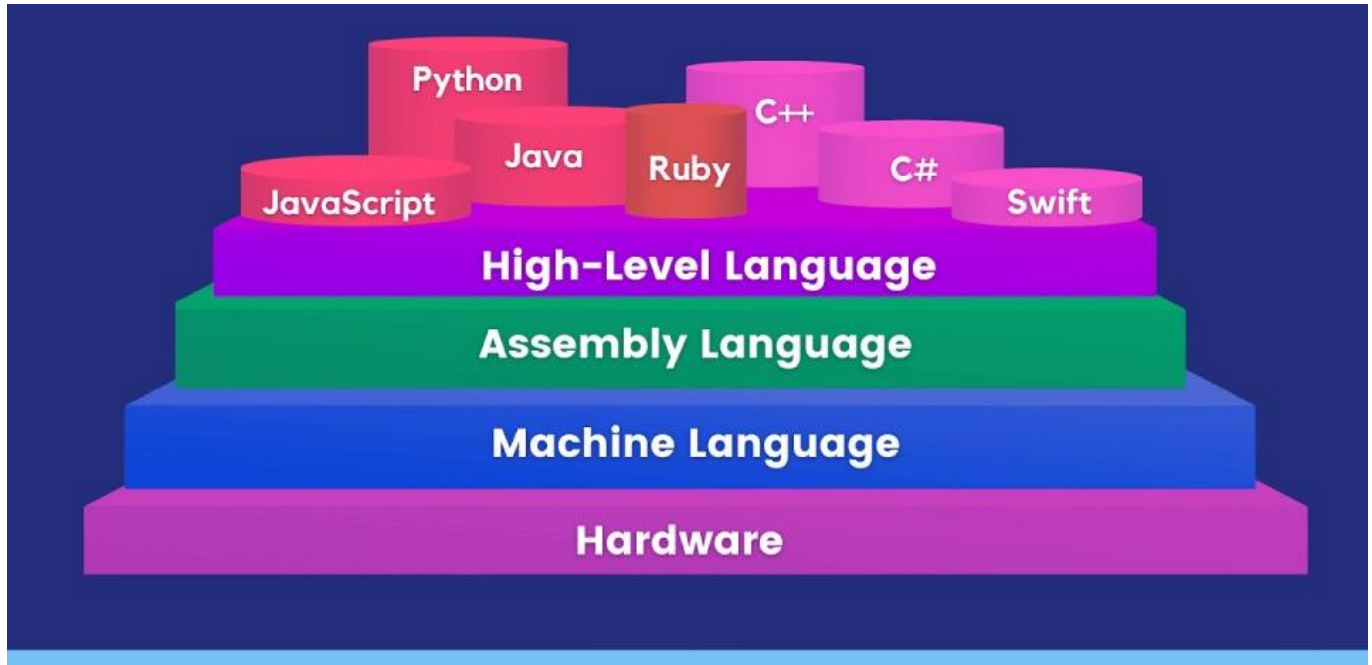 Python
C++
Java
Ruby
C#
JavaScript
Swift
High-Level Language
Assembly Language
Machine Language
Hardware